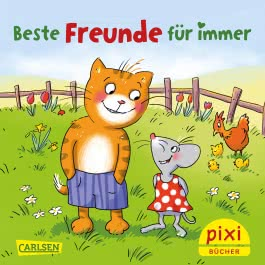 Beste Freunde für immer
CARLSEN
pixi
BÜCHER